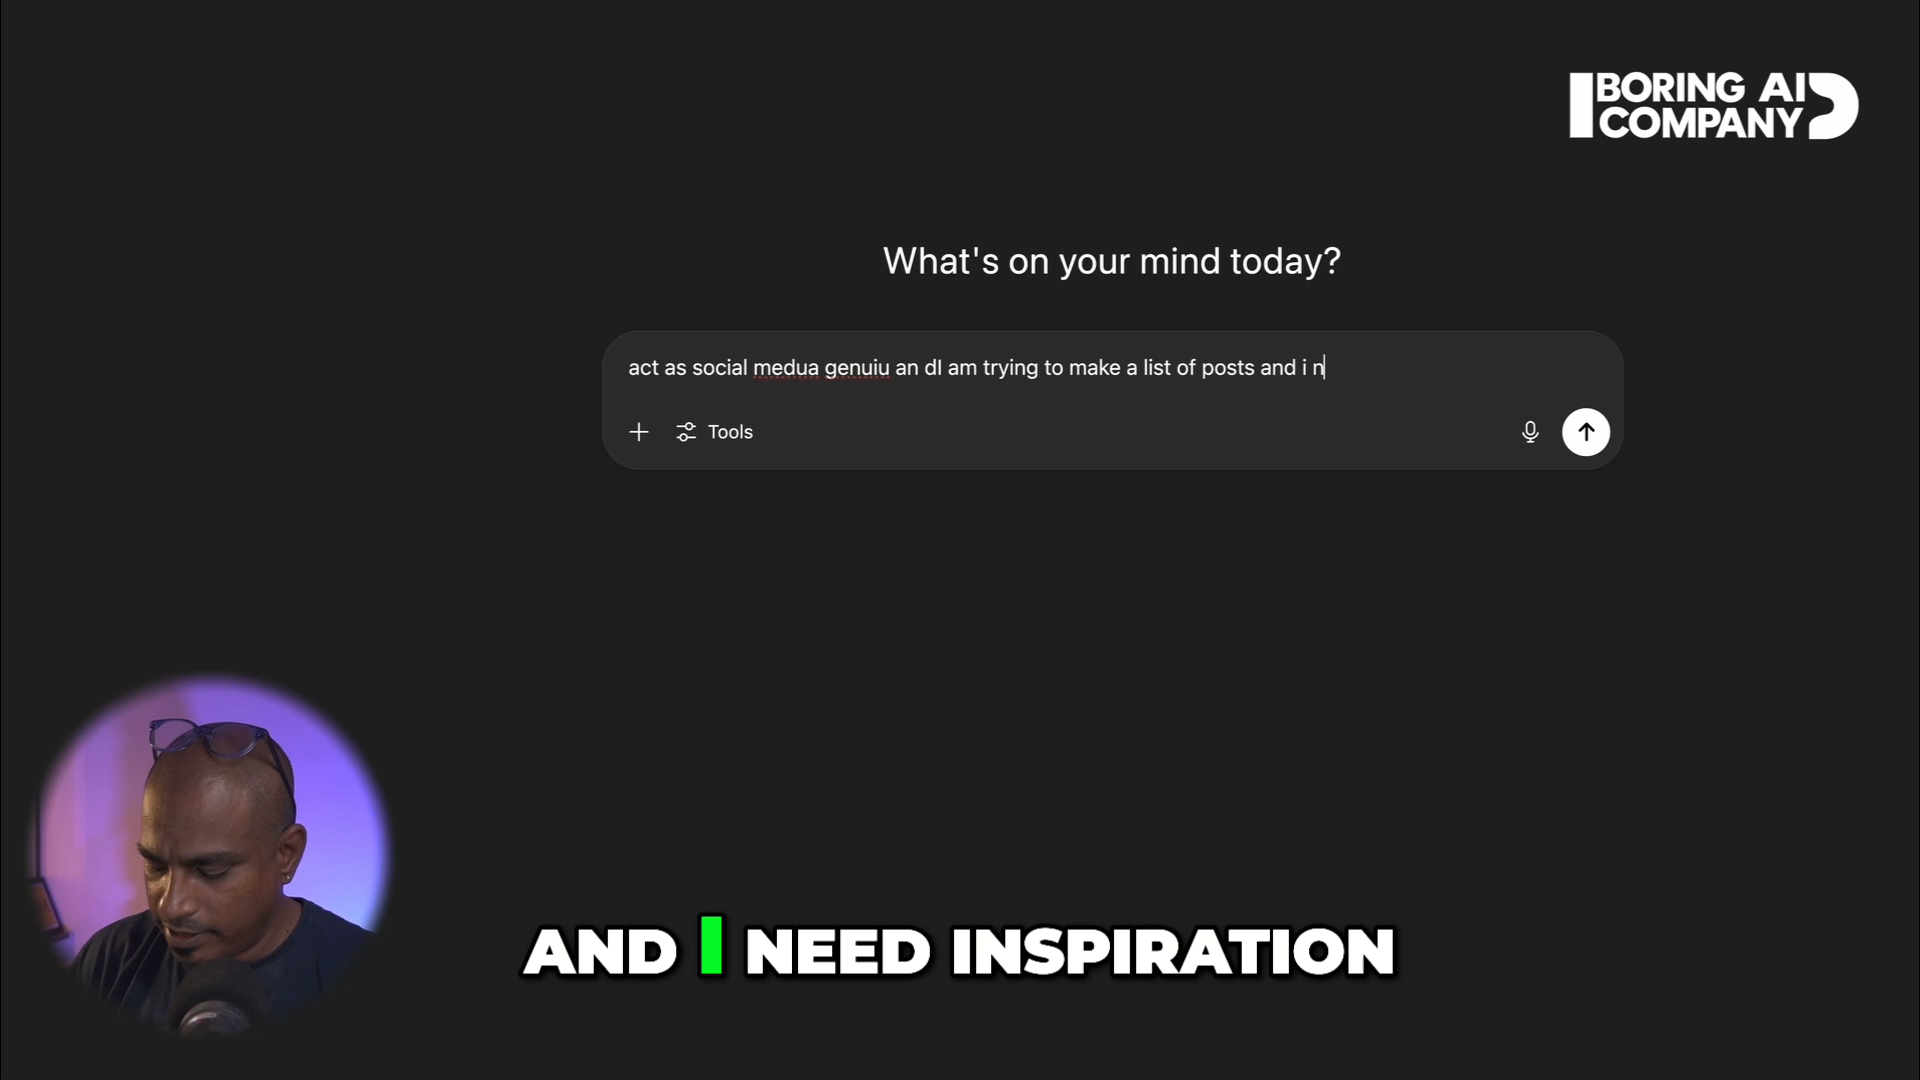 BORING AI
COMPANY
What's on your mind today?
act as social medua genuiu an dI am trying to make a list of posts and i n
Tools
AND I NEED INSPIRATION